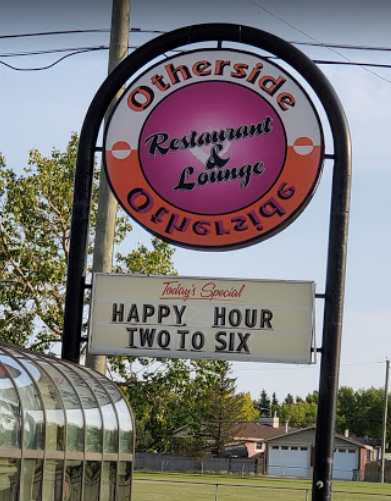 Otherside
Restaurant
&
Lounge
Otherside
Today's Special
HAPPY HOUR
TWO TO SIX